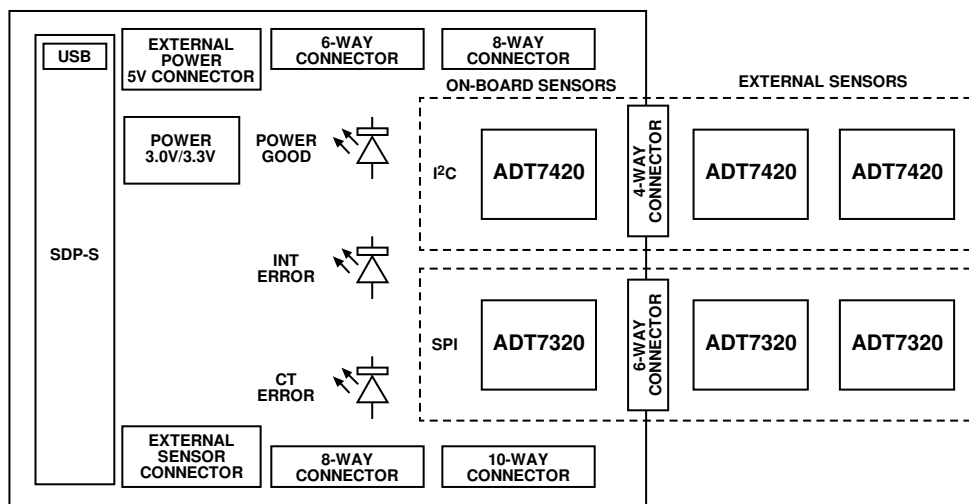 USB
EXTERNAL
POWER
5V CONNECTOR
6-WAY
CONNECTOR
8-WAY
CONNECTOR
ON-BOARD SENSORS
EXTERNAL SENSORS
POWER
3.0V/3.3V
POWER
GOOD
I²C
ADT7420
4-WAY
CONNECTOR
ADT7420
ADT7420
SDP-S
INT
ERROR
SPI
ADT7320
6-WAY
CONNECTOR
ADT7320
ADT7320
CT
ERROR
EXTERNAL
SENSOR
CONNECTOR
8-WAY
CONNECTOR
10-WAY
CONNECTOR